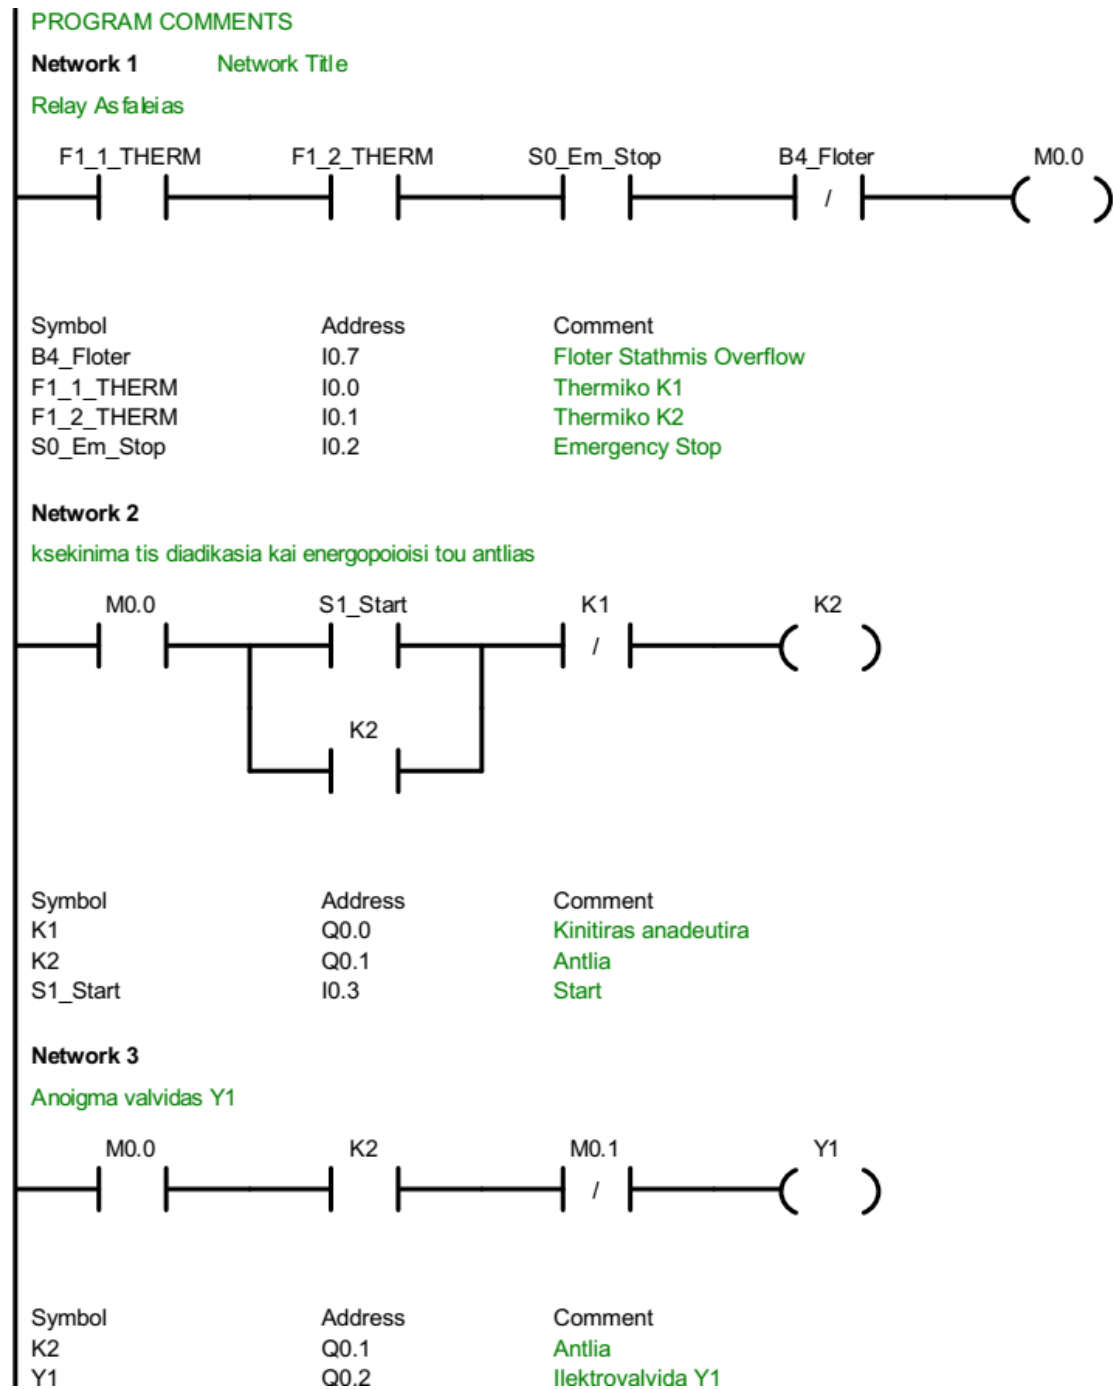 PROGRAM COMMENTS
Network 1 Network Title
Relay Asfaleias
F1_1_THERM F1_2_THERM S0_Em_Stop B4_Floter M0.0
/
Symbol Address Comment
B4_Floter I0.7 Floter Stathmis Overflow
F1_1_THERM I0.0 Thermiko K1
F1_2_THERM I0.1 Thermiko K2
S0_Em_Stop I0.2 Emergency Stop
Network 2
ksekinima tis diadikasia kai energopoioisi tou antlias
M0.0 S1_Start K1 K2
/
K2
Symbol Address Comment
K1 Q0.0 Kinitiras anadeutira
K2 Q0.1 Antlia
S1_Start I0.3 Start
Network 3
Anoigma valvidas Y1
M0.0 K2 M0.1 Y1
/
Symbol Address Comment
K2 Q0.1 Antlia
Y1 Q0.2 Ilektrovalvida Y1